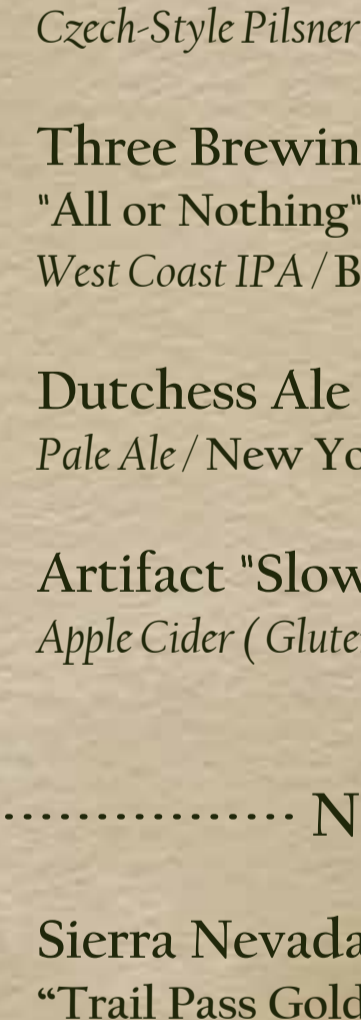 Czech-Style Pilsner
Three Brewin
"All or Nothing"
West Coast IPA / B
Dutchess Ale
Pale Ale / New Yo
Artifact "Slow
Apple Cider ( Glute
................ N
Sierra Nevada
“Trail Pass Gold